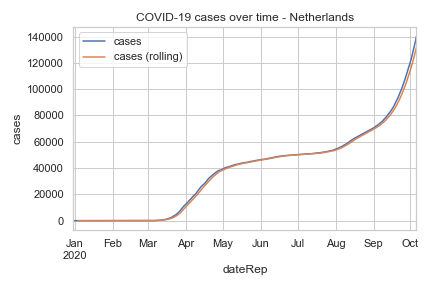 COVID-19 cases over time - Netherlands
cases
cases (rolling)
140000
120000
100000
80000
60000
40000
20000
0
cases
Jan Feb Mar Apr May Jun Jul Aug Sep Oct
2020
dateRep